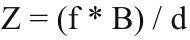 Z = (f * B) / d